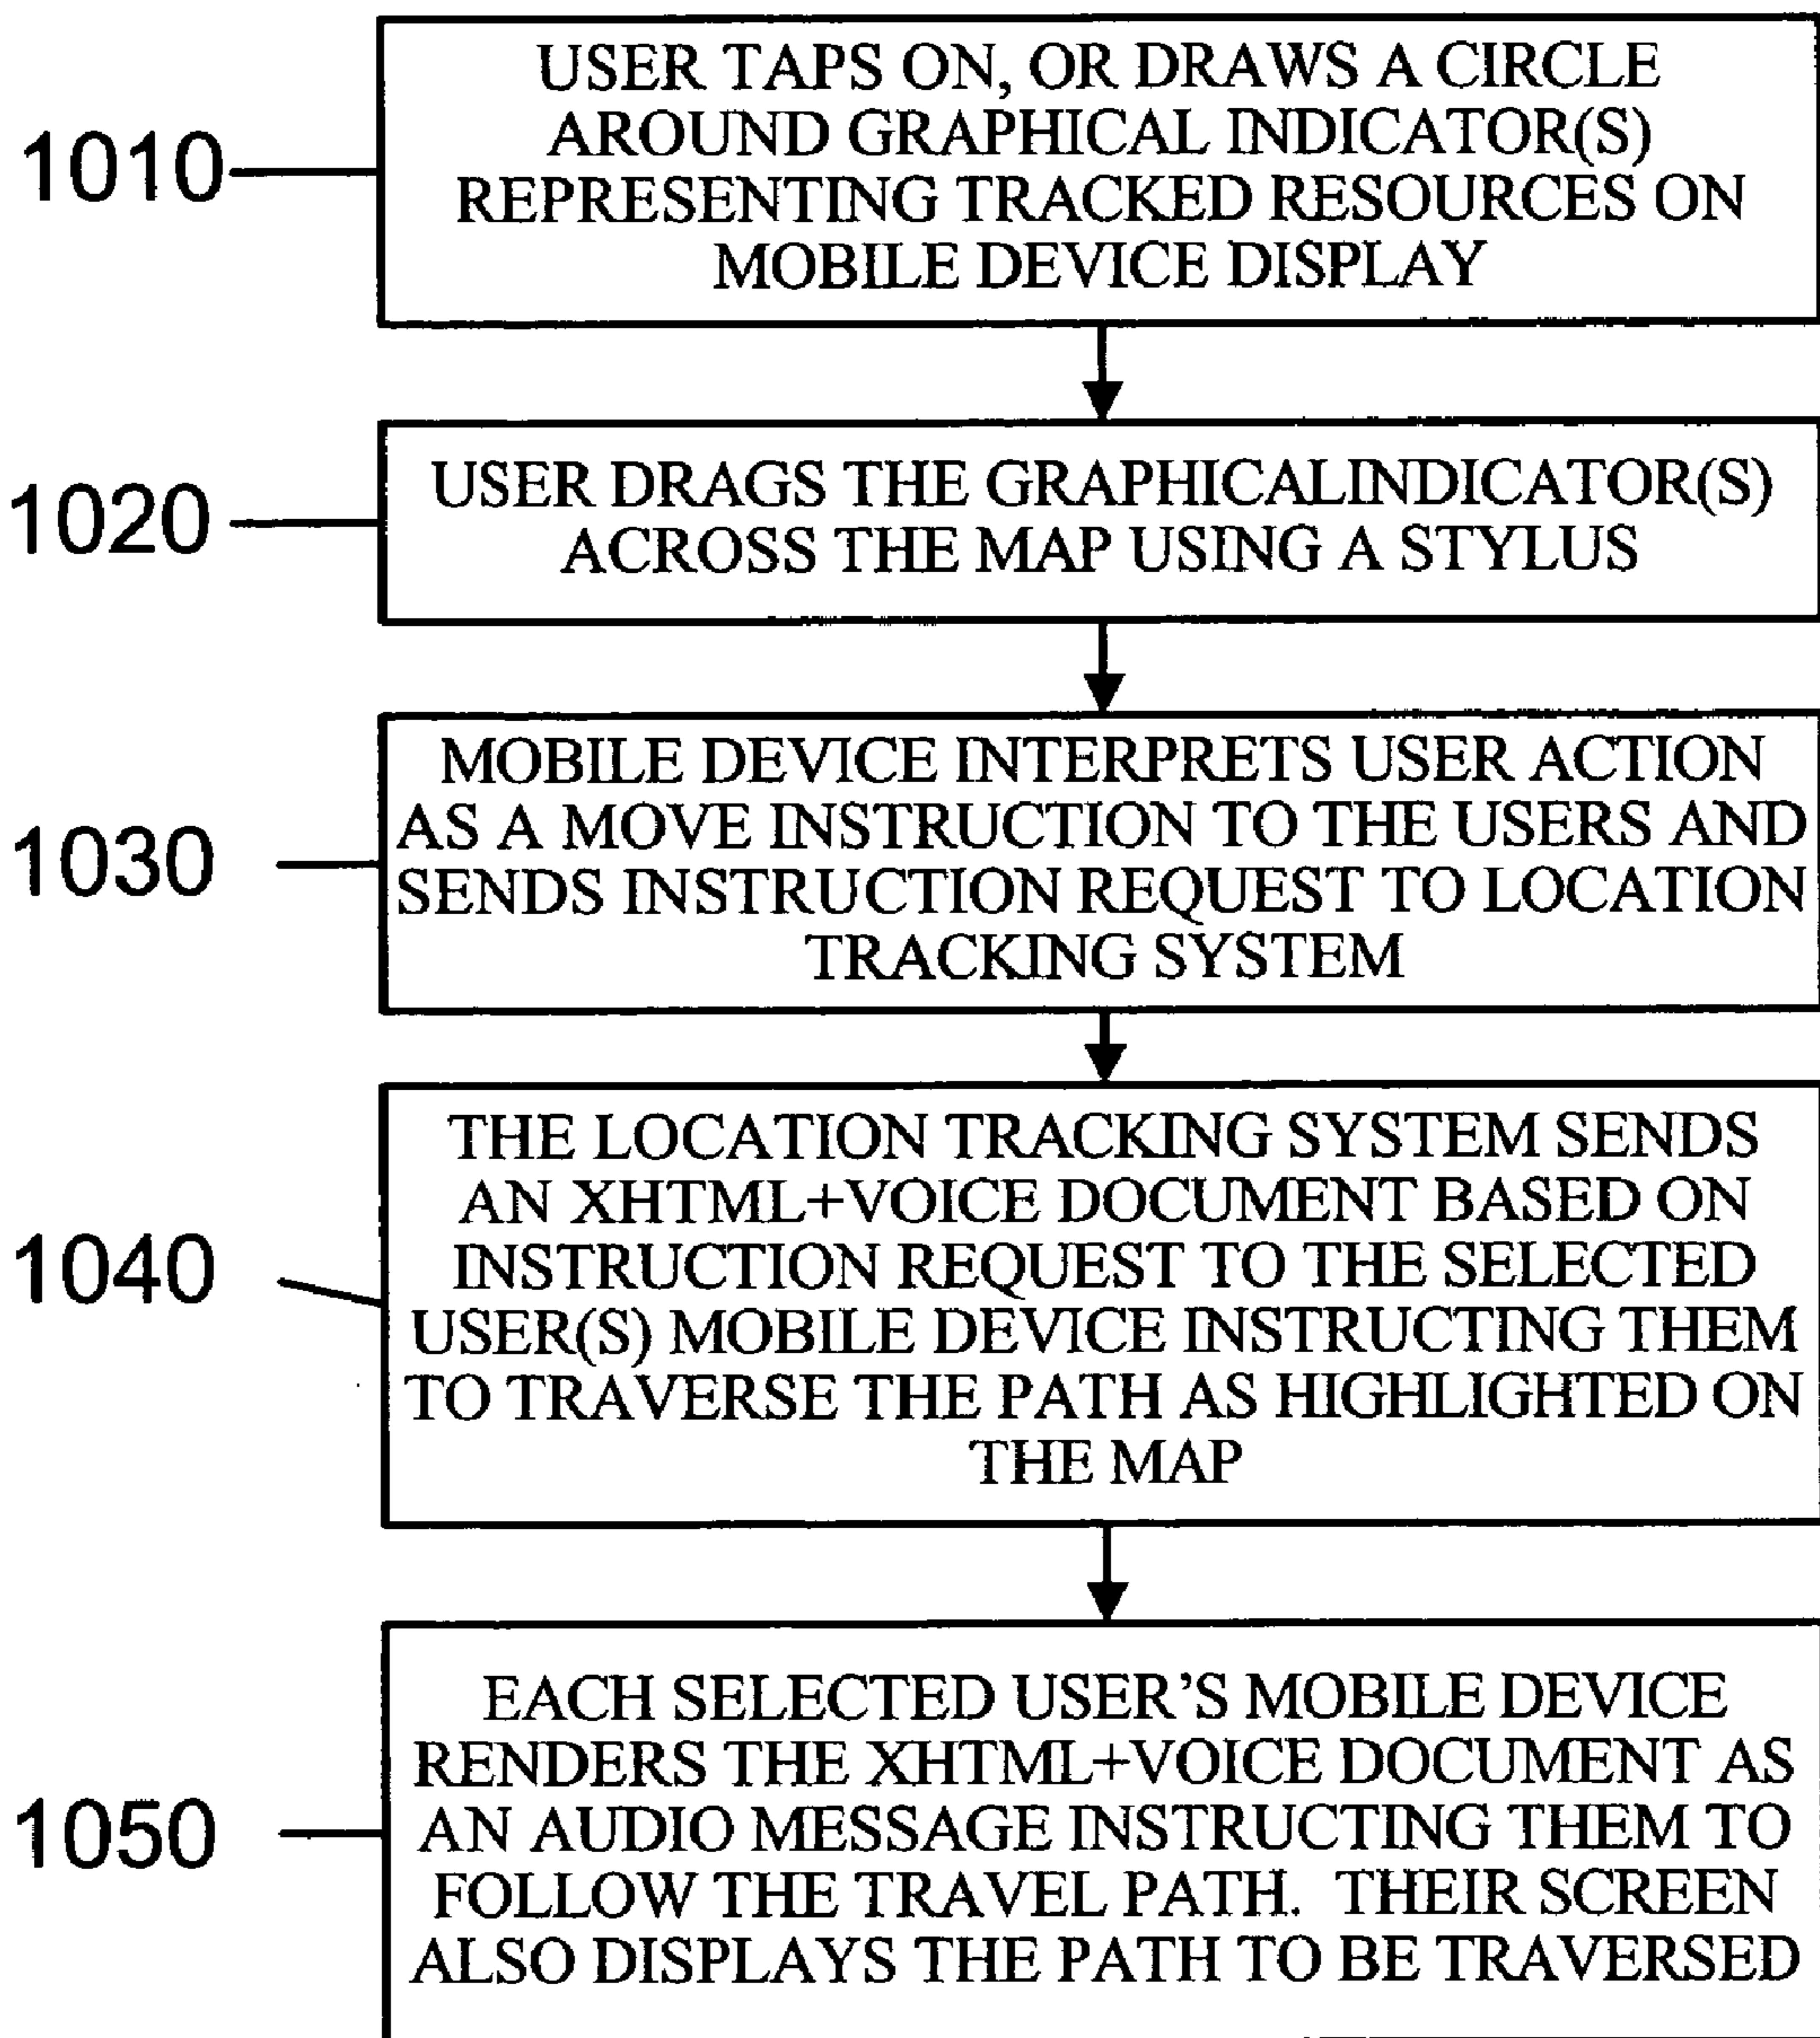 1010
USER TAPS ON, OR DRAWS A CIRCLE
AROUND GRAPHICAL INDICATOR(S)
REPRESENTING TRACKED RESOURCES ON
MOBILE DEVICE DISPLAY
1020
USER DRAGS THE GRAPHICALINDICATOR(S)
ACROSS THE MAP USING A STYLUS
1030
MOBILE DEVICE INTERPRETS USER ACTION
AS A MOVE INSTRUCTION TO THE USERS AND
SENDS INSTRUCTION REQUEST TO LOCATION
TRACKING SYSTEM
1040
THE LOCATION TRACKING SYSTEM SENDS
AN XHTML+VOICE DOCUMENT BASED ON
INSTRUCTION REQUEST TO THE SELECTED
USER(S) MOBILE DEVICE INSTRUCTING THEM
TO TRAVERSE THE PATH AS HIGHLIGHTED ON
THE MAP
1050
EACH SELECTED USER'S MOBILE DEVICE
RENDERS THE XHTML+VOICE DOCUMENT AS
AN AUDIO MESSAGE INSTRUCTING THEM TO
FOLLOW THE TRAVEL PATH. THEIR SCREEN
ALSO DISPLAYS THE PATH TO BE TRAVERSED